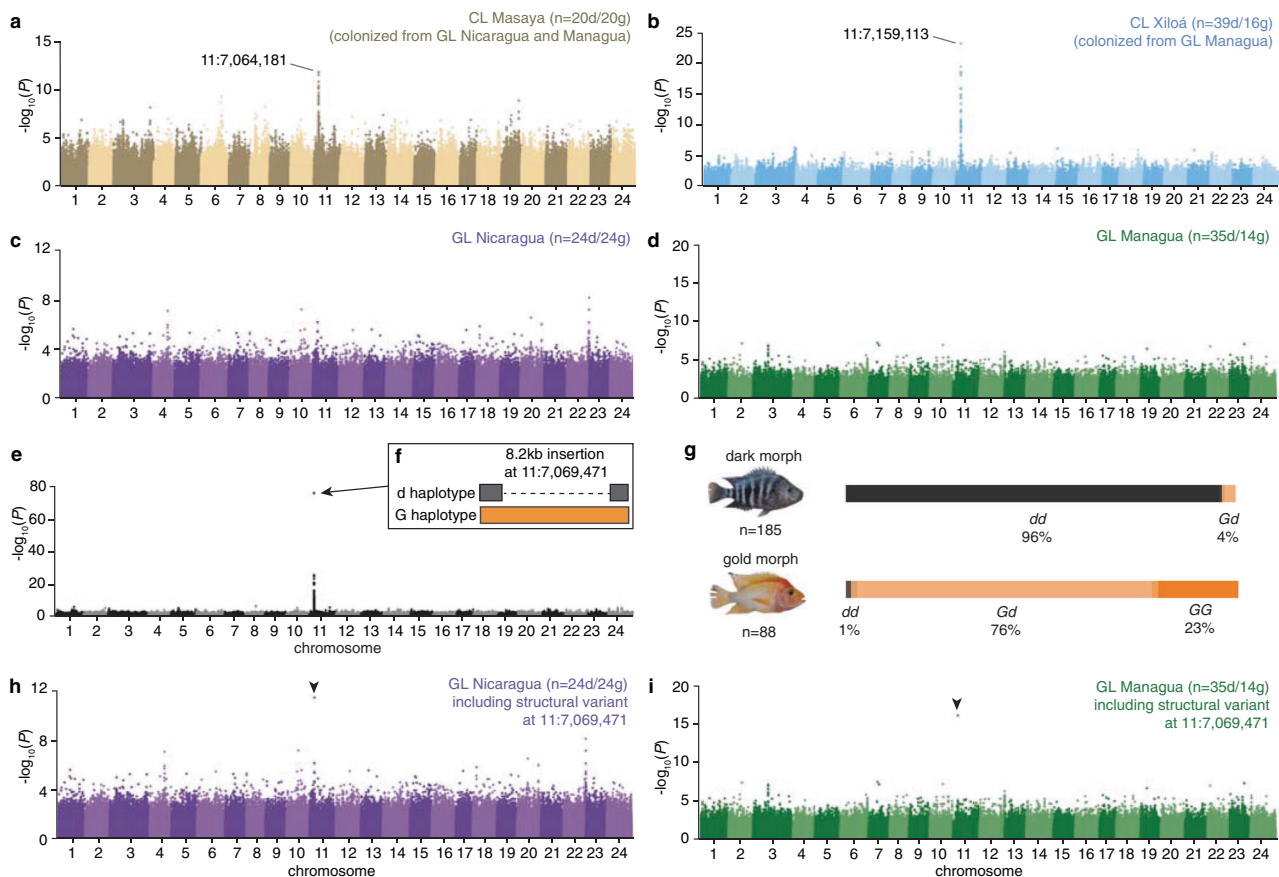 a
CL Masaya (n=20d/20g)
(colonized from GL Nicaragua and Managua)
11:7,064,181
-log10(P)
15
10
5
0
1 2 3 4 5 6 7 8 9 10 11 12 13 14 15 16 17 18 19 20 21 22 23 24
b
CL Xiloá (n=39d/16g)
(colonized from GL Managua)
11:7,159,113
-log10(P)
25
20
15
10
5
0
1 2 3 4 5 6 7 8 9 10 11 12 13 14 15 16 17 18 19 20 21 22 23 24
c
GL Nicaragua (n=24d/24g)
-log10(P)
12
8
4
0
1 2 3 4 5 6 7 8 9 10 11 12 13 14 15 16 17 18 19 20 21 22 23 24
d
GL Managua (n=35d/14g)
-log10(P)
20
15
10
5
0
1 2 3 4 5 6 7 8 9 10 11 12 13 14 15 16 17 18 19 20 21 22 23 24
e
-log10(P)
80
60
40
20
0
1 2 3 4 5 6 7 8 9 10 11 12 13 14 15 16 17 18 19 20 21 22 23 24
chromosome
f
8.2kb insertion
at 11:7,069,471
d haplotype
G haplotype
g
dark morph
n=185
dd
96%
Gd
4%
gold morph
n=88
dd
1%
Gd
76%
GG
23%
h
GL Nicaragua (n=24d/24g)
including structural variant
at 11:7,069,471
-log10(P)
12
8
4
0
1 2 3 4 5 6 7 8 9 10 11 12 13 14 15 16 17 18 19 20 21 22 23 24
chromosome
i
GL Managua (n=35d/14g)
including structural variant
at 11:7,069,471
-log10(P)
20
15
10
5
0
1 2 3 4 5 6 7 8 9 10 11 12 13 14 15 16 17 18 19 20 21 22 23 24
chromosome